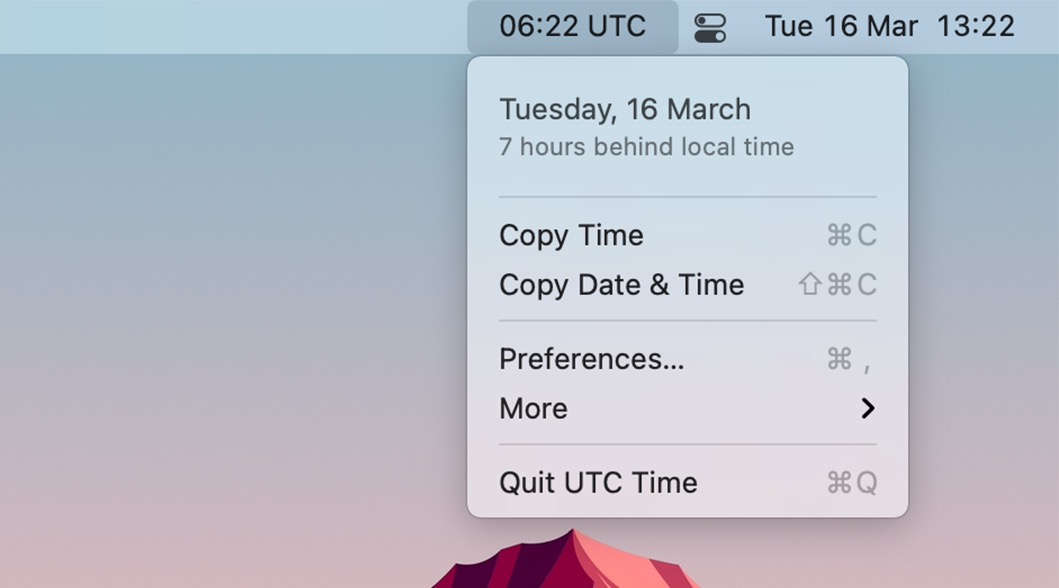 06:22 UTC Tue 16 Mar 13:22
Tuesday, 16 March
7 hours behind local time
Copy Time ⌘C
Copy Date & Time ⇧⌘C
Preferences... ⌘,
More
Quit UTC Time ⌘Q